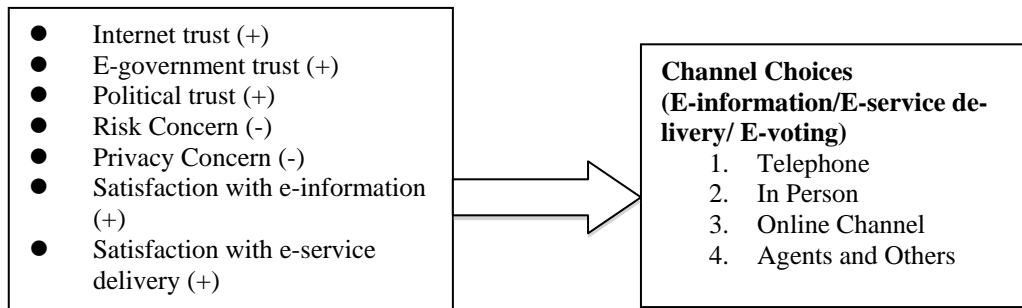 ● Internet trust (+)
● E-government trust (+)
● Political trust (+)
● Risk Concern (-)
● Privacy Concern (-)
● Satisfaction with e-information
(+)
● Satisfaction with e-service
delivery (+)
Channel Choices
(E-information/E-service de-
livery/ E-voting)
1. Telephone
2. In Person
3. Online Channel
4. Agents and Others